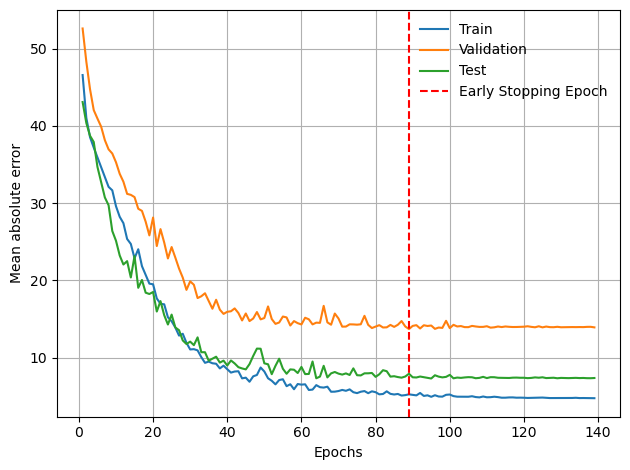 50
40
30
20
10
0
20
40
60
80
100
120
140
Mean absolute error
Epochs
Train
Validation
Test
Early Stopping Epoch